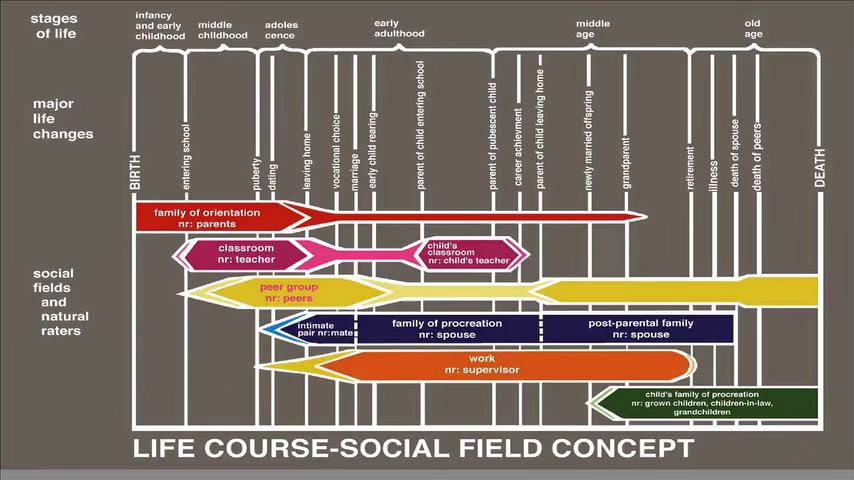 stages
of life
infancy
and early
childhood
middle
childhood
adoles
cence
early
adulthood
middle
age
old
age
major
life
changes
BIRTH
entering school
puberty
dating
leaving home
vocational choice
marriage
early child rearing
parent of child entering school
parent of pubescent child
career achievment
parent of child leaving home
newly married offspring
grandparent
retirement
illness
death of spouse
death of peers
DEATH
social
fields
and
natural
raters
family of orientation
nr: parents
classroom
nr: teacher
child's
classroom
nr: child's teacher
peer group
nr: peers
intimate
pair nr:mate
family of procreation
nr: spouse
post-parental family
nr: spouse
work
nr: supervisor
child's family of procreation
nr: grown children, children-in-law,
grandchildren
LIFE COURSE-SOCIAL FIELD CONCEPT